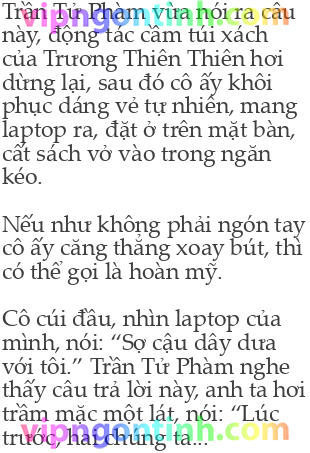 Trần Tử Phàm vừa nói ra câu
này, động tác cầm túi xách
của Trương Thiên Thiên hơi
dừng lại, sau đó cô ấy khôi
phục dáng vẻ tự nhiên, mang
laptop ra, đặt ở trên mặt bàn,
cất sách vở vào trong ngăn
kéo.
Nếu như không phải ngón tay
cô ấy căng thẳng xoay bút, thì
có thể gọi là hoàn mỹ.
Cô cúi đầu, nhìn laptop của
mình, nói: “Sợ cậu dây dưa
với tôi.” Trần Tử Phàm nghe
thấy câu trả lời này, anh ta hơi
trầm mặc một lát, nói: “Lúc
trước, hai chúng ta...
vipngontinh.com
vipngontinh.com